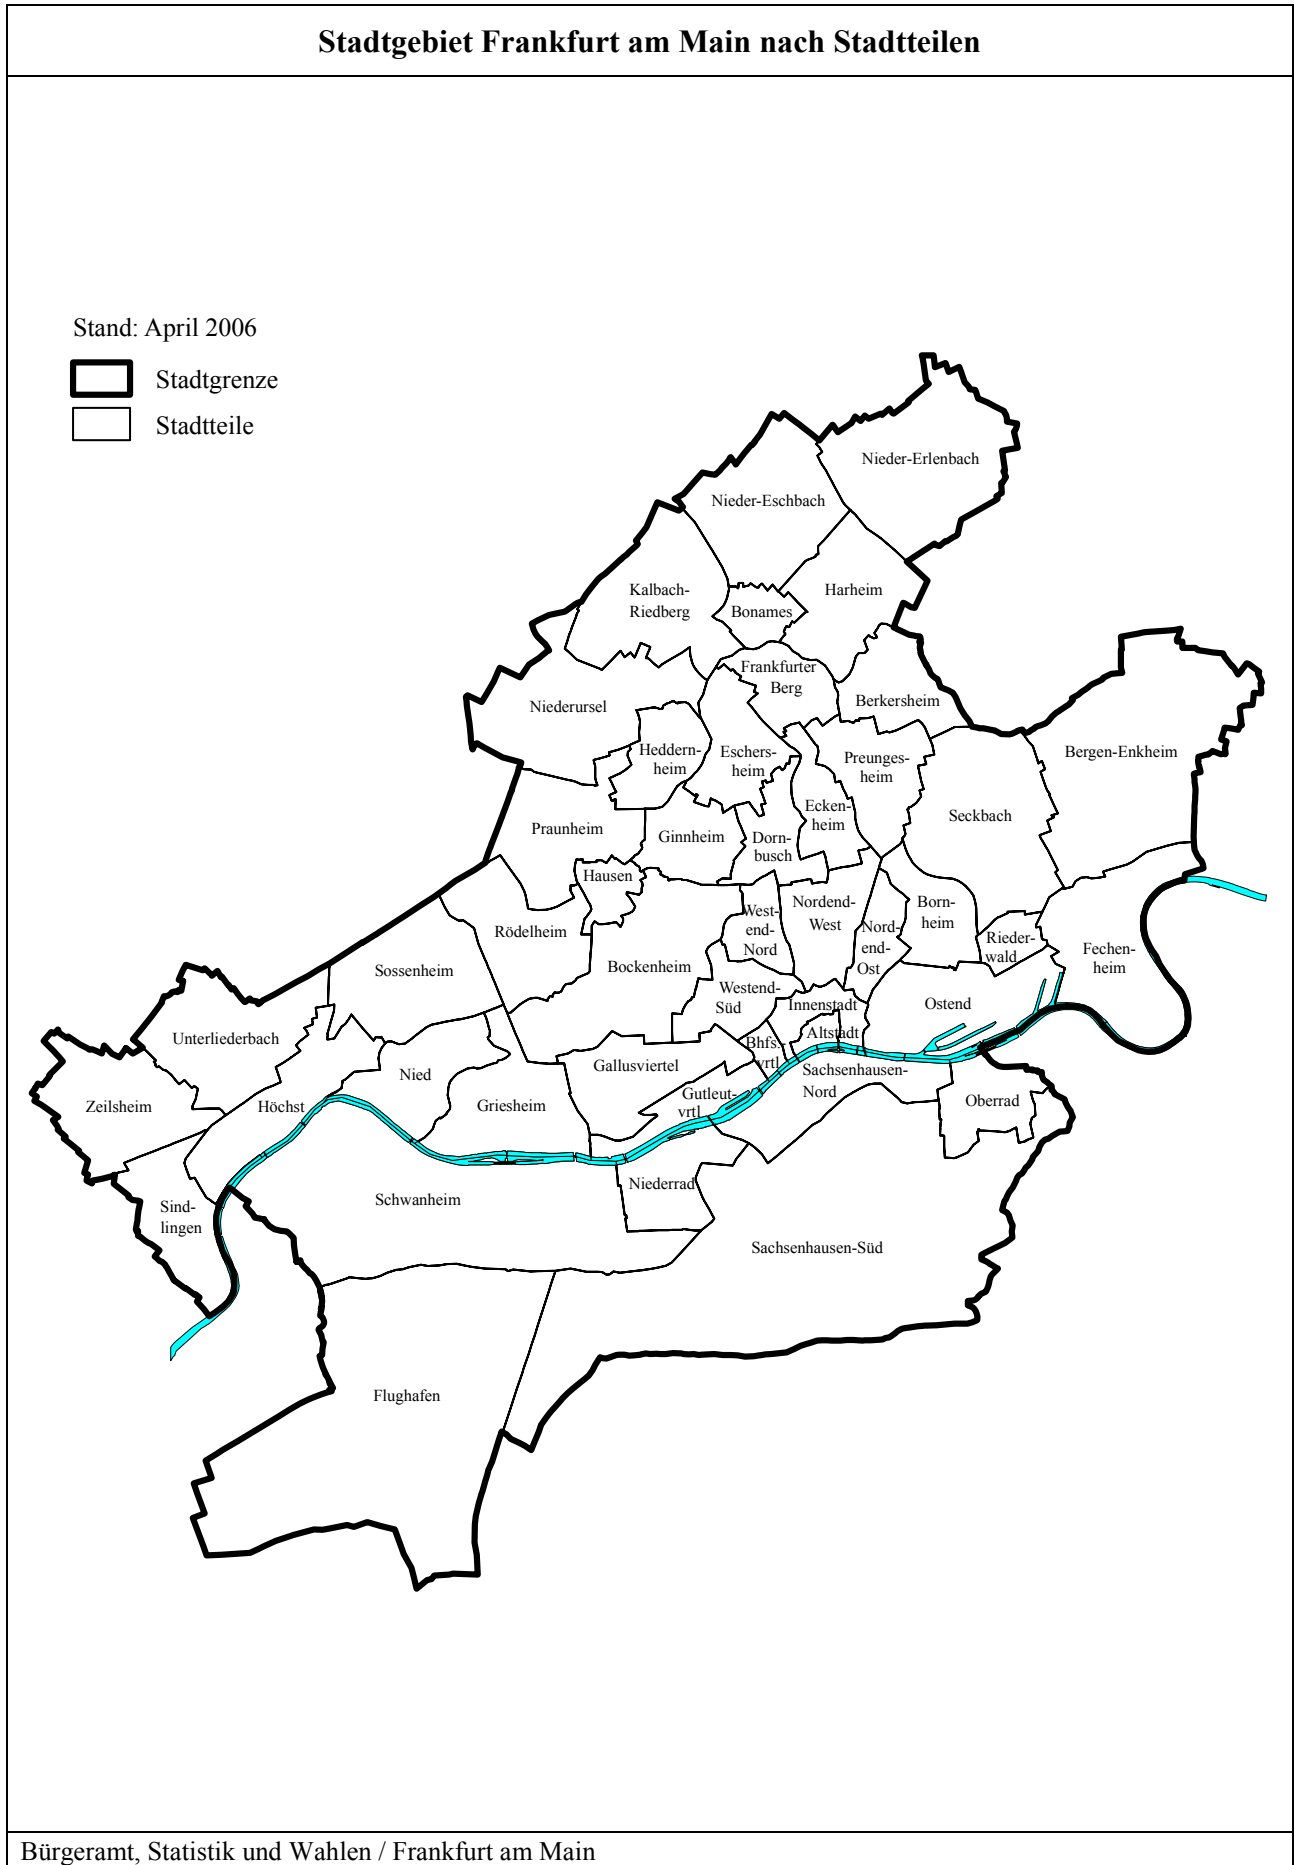 Stadtgebiet Frankfurt am Main nach Stadtteilen
Stand: April 2006
Stadtgrenze
Stadtteile
Nieder-Erlenbach
Nieder-Eschbach
Kalbach-
Riedberg
Harheim
Bonames
Frankfurter
Berg
Berkersheim
Niederursel
Heddern-
heim
Eschers-
heim
Preunges-
heim
Bergen-Enkheim
Ecken-
heim
Seckbach
Praunheim
Ginnheim
Dorn-
busch
Hausen
West-
end-
Nord
Nordend-
West
Nord-
end-
Ost
Born-
heim
Rieder-
wald
Fechen-
heim
Rödelheim
Bockenheim
Sossenheim
Westend-
Süd
Innenstadt
Ostend
Altstadt
Unterliederbach
Bhfs.-
vrtl
Gallusviertel
Sachsenhausen-
Nord
Nied
Gutleut-
vrtl
Zeilsheim
Höchst
Griesheim
Oberrad
Niederrad
Schwanheim
Sind-
lingen
Sachsenhausen-Süd
Flughafen
Bürgeramt, Statistik und Wahlen / Frankfurt am Main